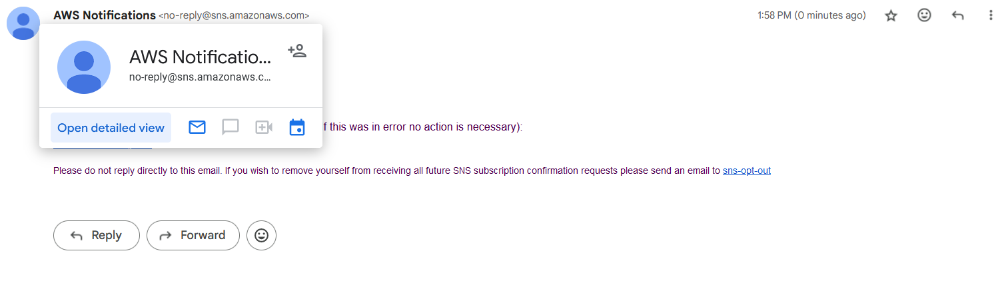 AWS Notifications <no-reply@sns.amazonaws.com>
1:58 PM (0 minutes ago)
AWS Notificatio...
no-reply@sns.amazonaws.c...
Open detailed view
f this was in error no action is necessary):
Please do not reply directly to this email. If you wish to remove yourself from receiving all future SNS subscription confirmation requests please send an email to sns-opt-out
Reply
Forward